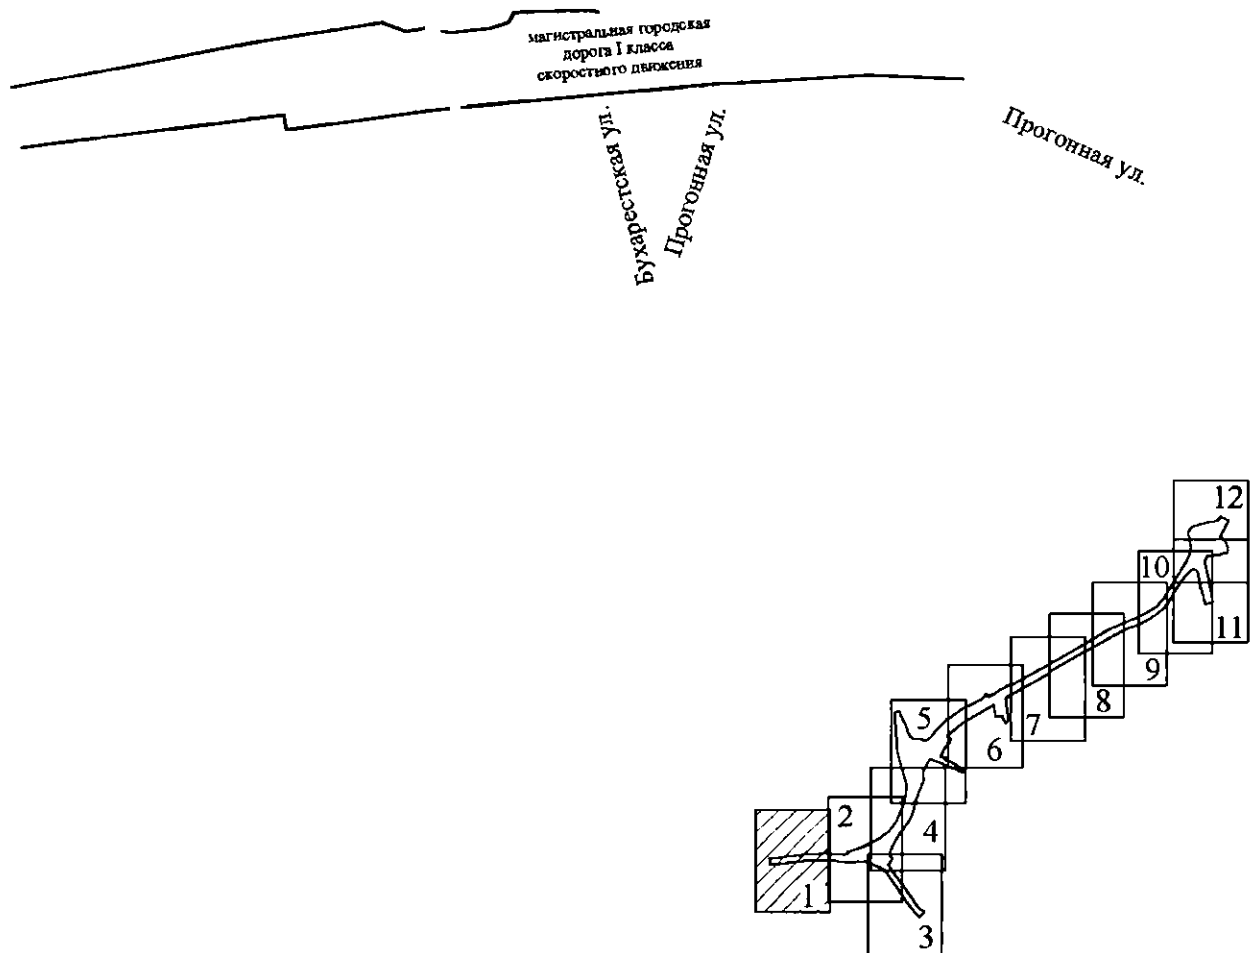 магистральная городская
дорога I класса
скоростного движения
Бухарестская ул.
Прогонная ул.
Прогонная ул.
12
10
11
9
8
5
7
6
2
4
1
3